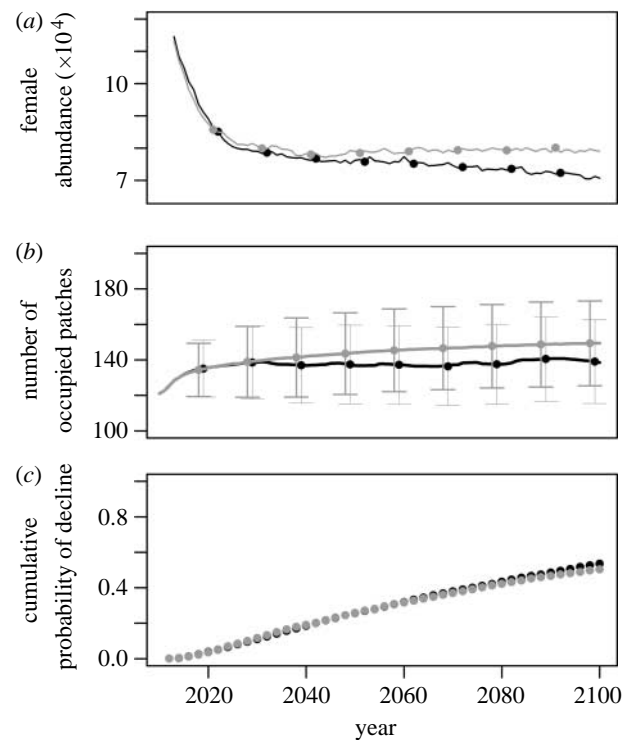 (a)
female
abundance (×10⁴)
10
7
(b)
number of
occupied patches
180
140
100
(c)
cumulative
probability of decline
0.8
0.4
0.0
2020 2040 2060 2080 2100
year